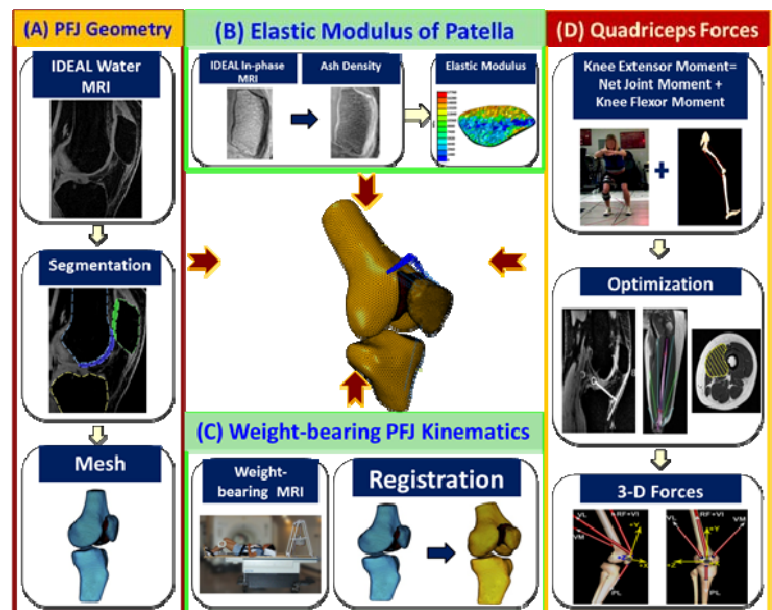 (A) PFJ Geometry
IDEAL Water
MRI
Segmentation
Mesh
(B) Elastic Modulus of Patella
IDEAL In-phase
MRI
Ash Density
Elastic Modulus
(C) Weight-bearing PFJ Kinematics
Weight-
bearing MRI
Registration
(D) Quadriceps Forces
Knee Extensor Moment=
Net Joint Moment +
Knee Flexor Moment
+
Optimization
3-D Forces
VL
RF+VI
VM
+Y
IPL
VL
RF+VI
VM
+Y
IPL